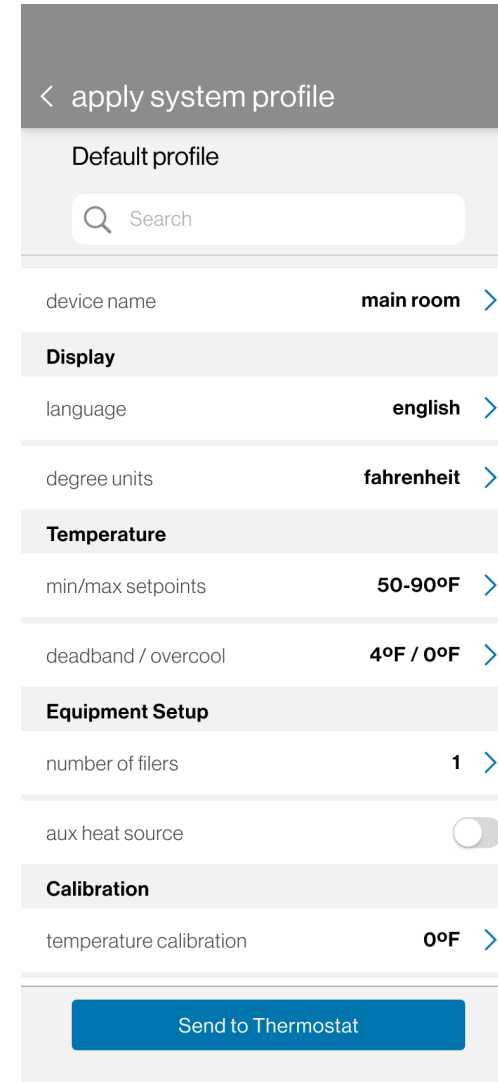 apply system profile
Default profile
Search
device name main room
Display
language english
degree units fahrenheit
Temperature
min/max setpoints 50-90ºF
deadband / overcool 4ºF / 0ºF
Equipment Setup
number of filers 1
aux heat source
Calibration
temperature calibration 0ºF
Send to Thermostat